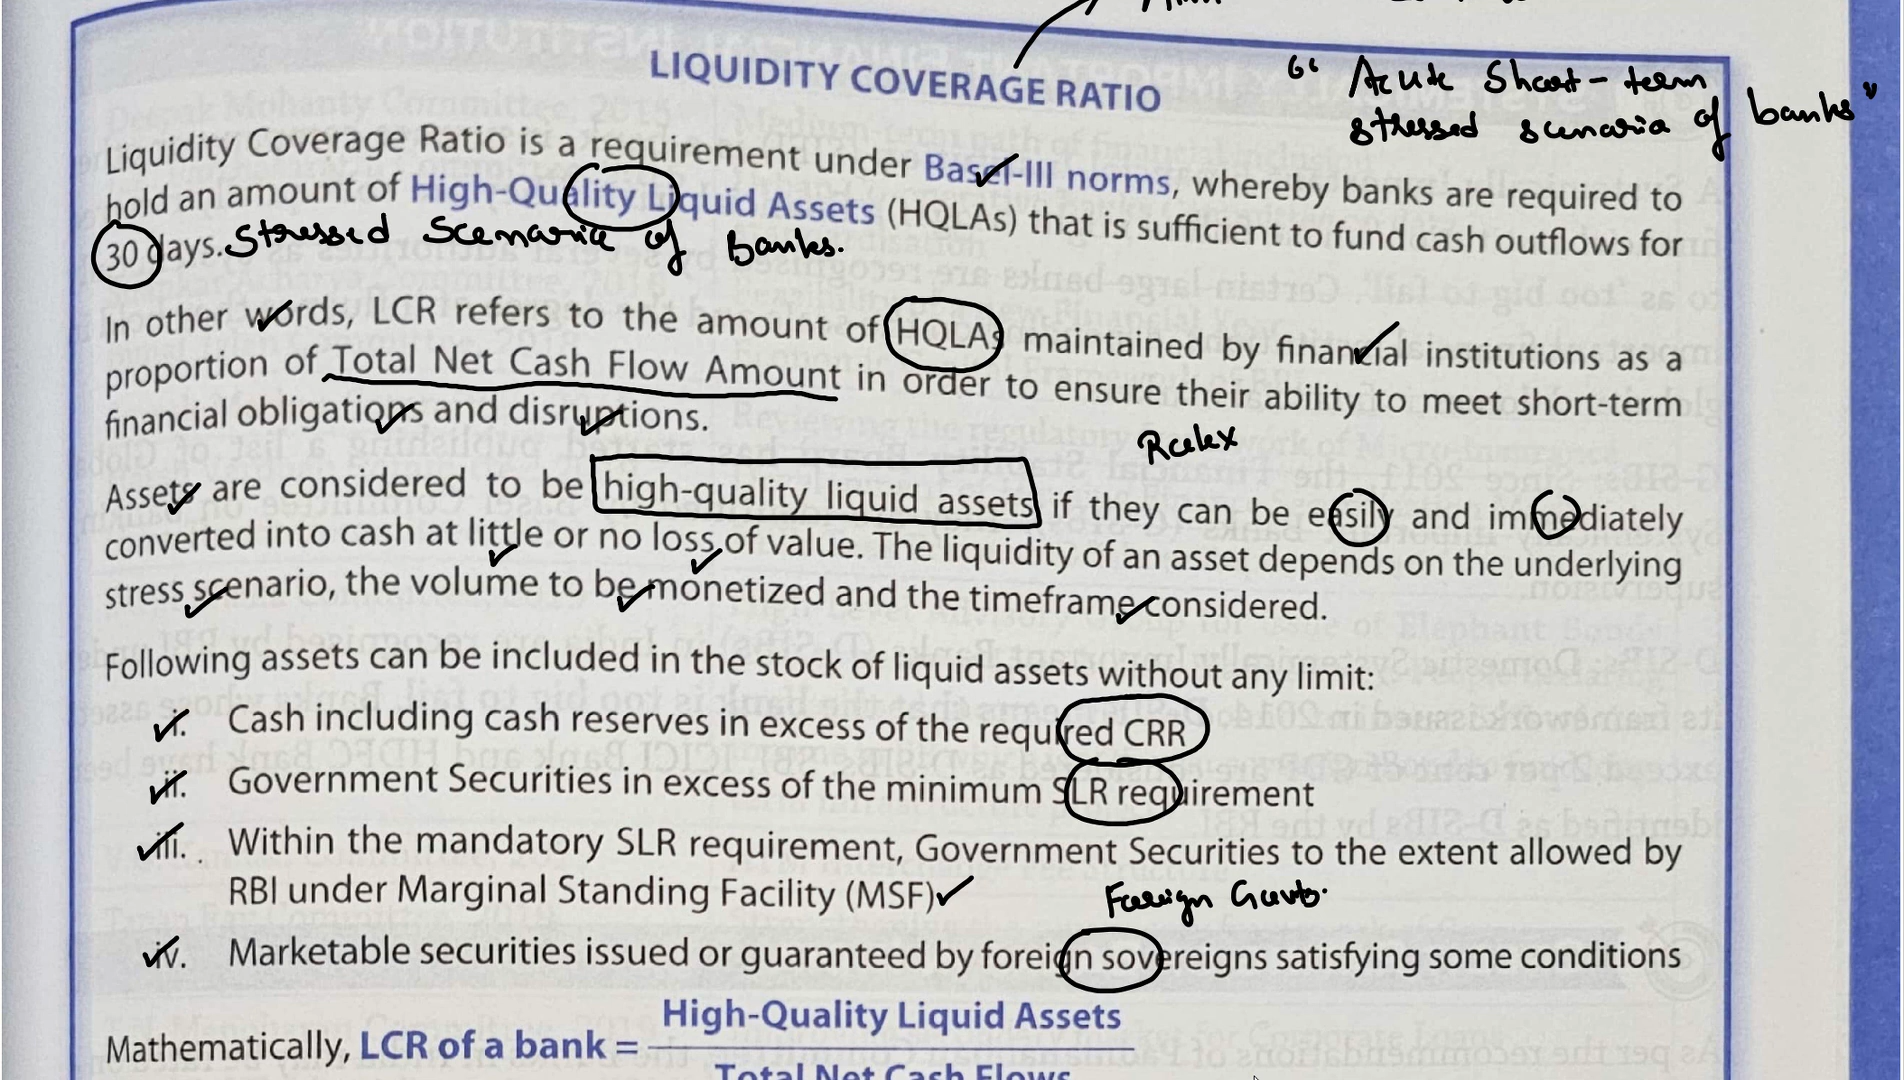 LIQUIDITY COVERAGE RATIO
"Acute Short-term
stressed scenaria of banks"
Liquidity Coverage Ratio is a requirement under Basel-III norms, whereby banks are required to
hold an amount of High-Quality Liquid Assets (HQLAs) that is sufficient to fund cash outflows for
30 days. Stressed Scenaria of Banks.
In other words, LCR refers to the amount of HQLAs maintained by financial institutions as a
proportion of Total Net Cash Flow Amount in order to ensure their ability to meet short-term
financial obligations and disruptions.
Assets are considered to be high-quality liquid assets if they can be easily and immediately
converted into cash at little or no loss of value. The liquidity of an asset depends on the underlying
stress scenario, the volume to be monetized and the timeframe considered.
Following assets can be included in the stock of liquid assets without any limit:
i. Cash including cash reserves in excess of the required CRR
ii. Government Securities in excess of the minimum SLR requirement
iii. Within the mandatory SLR requirement, Government Securities to the extent allowed by
RBI under Marginal Standing Facility (MSF)
Foreign Govts.
iv. Marketable securities issued or guaranteed by foreign sovereigns satisfying some conditions
Mathematically, LCR of a bank = High-Quality Liquid Assets
Total Net Cash Flows